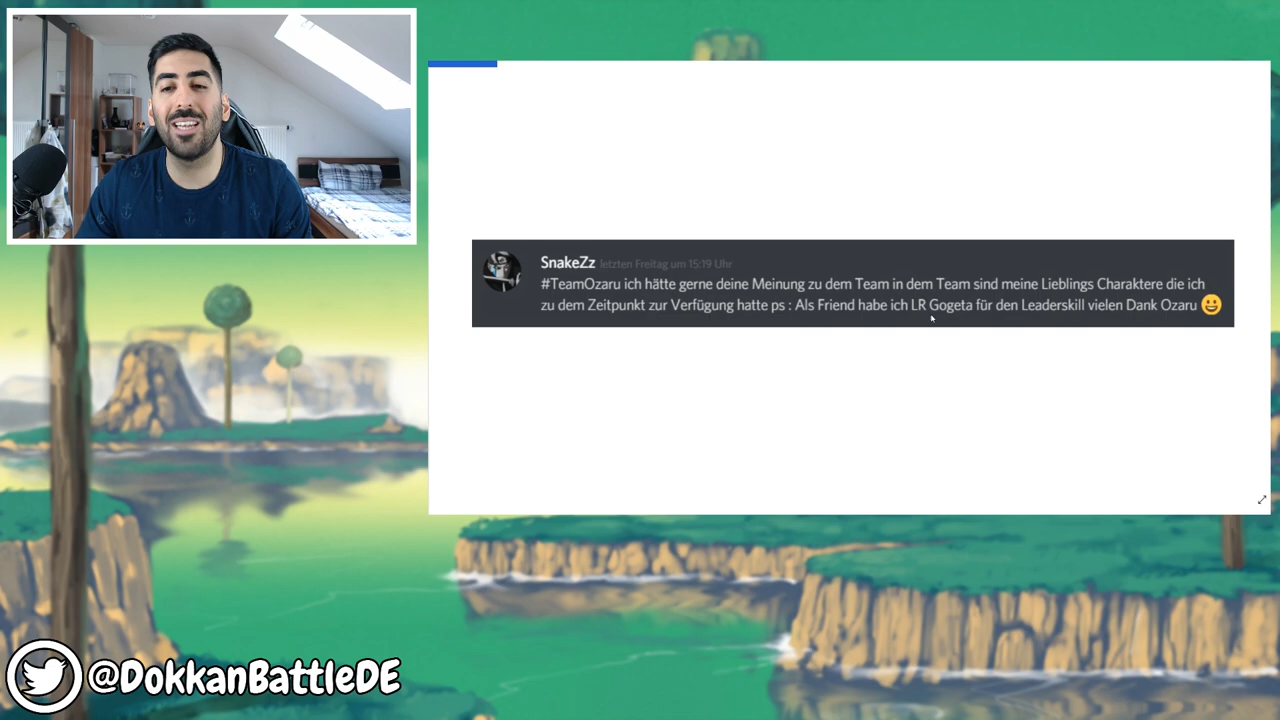 SnakeZz letzten Freitag um 15:19 Uhr
#TeamOzaru ich hätte gerne deine Meinung zu dem Team in dem Team sind meine Lieblings Charaktere die ich
zu dem Zeitpunkt zur Verfügung hatte ps : Als Friend habe ich LR Gogeta für den Leaderskill vielen Dank Ozaru 😀
@DokkanBattleDE